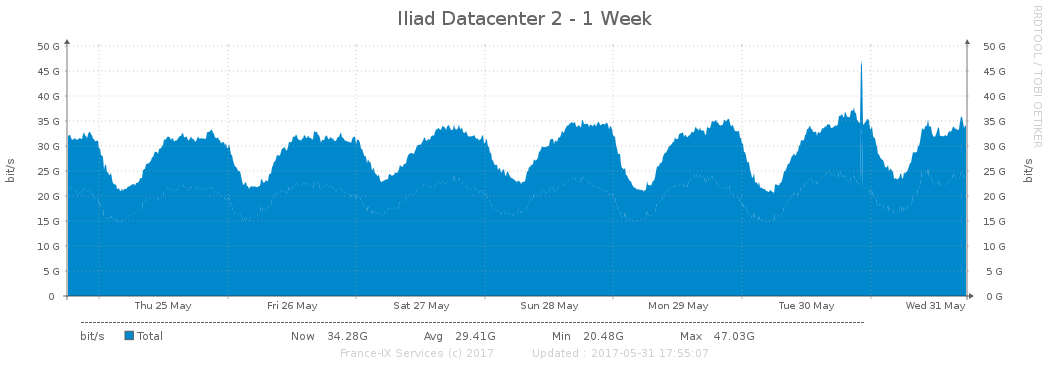 Iliad Datacenter 2 - 1 Week
RRDTOOL / TOBI OETIKER
bit/s
50 G 50 G
45 G 45 G
40 G 40 G
35 G 35 G
30 G 30 G
25 G 25 G
20 G 20 G
15 G 15 G
10 G 10 G
5 G 5 G
0 0 G
bit/s
Thu 25 May Fri 26 May Sat 27 May Sun 28 May Mon 29 May Tue 30 May Wed 31 May
bit/s Total Now 34.28G Avg 29.41G Min 20.48G Max 47.03G
France-IX Services (c) 2017 Updated : 2017-05-31 17:55:07